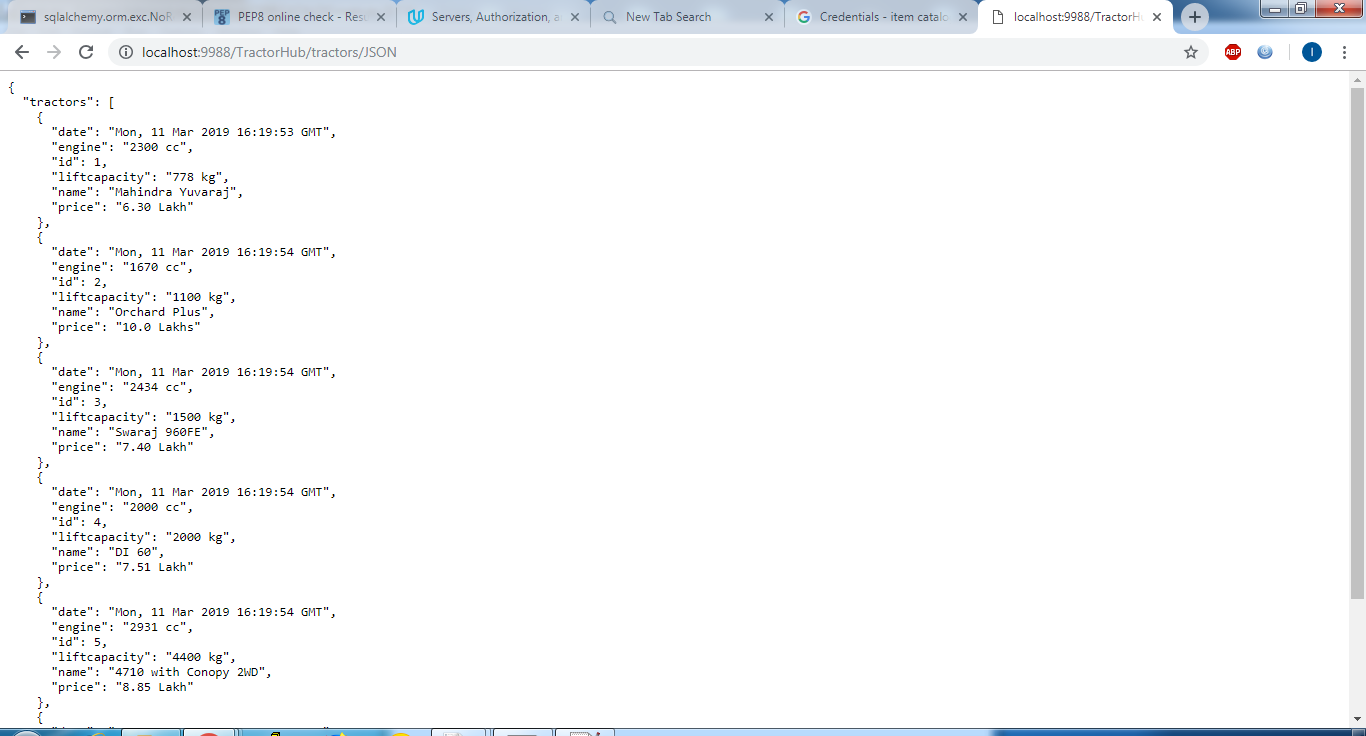 sqlalchemy.orm.exc.NoR
PEP8 online check - Resu
Servers, Authorization, a
New Tab Search
Credentials - item catalo
localhost:9988/TractorH
localhost:9988/TractorHub/tractors/JSON
ABP
I
{
"tractors": [
{
"date": "Mon, 11 Mar 2019 16:19:53 GMT",
"engine": "2300 cc",
"id": 1,
"liftcapacity": "778 kg",
"name": "Mahindra Yuvaraj",
"price": "6.30 Lakh"
},
{
"date": "Mon, 11 Mar 2019 16:19:54 GMT",
"engine": "1670 cc",
"id": 2,
"liftcapacity": "1100 kg",
"name": "Orchard Plus",
"price": "10.0 Lakhs"
},
{
"date": "Mon, 11 Mar 2019 16:19:54 GMT",
"engine": "2434 cc",
"id": 3,
"liftcapacity": "1500 kg",
"name": "Swaraj 960FE",
"price": "7.40 Lakh"
},
{
"date": "Mon, 11 Mar 2019 16:19:54 GMT",
"engine": "2000 cc",
"id": 4,
"liftcapacity": "2000 kg",
"name": "DI 60",
"price": "7.51 Lakh"
},
{
"date": "Mon, 11 Mar 2019 16:19:54 GMT",
"engine": "2931 cc",
"id": 5,
"liftcapacity": "4400 kg",
"name": "4710 with Conopy 2WD",
"price": "8.85 Lakh"
},
{